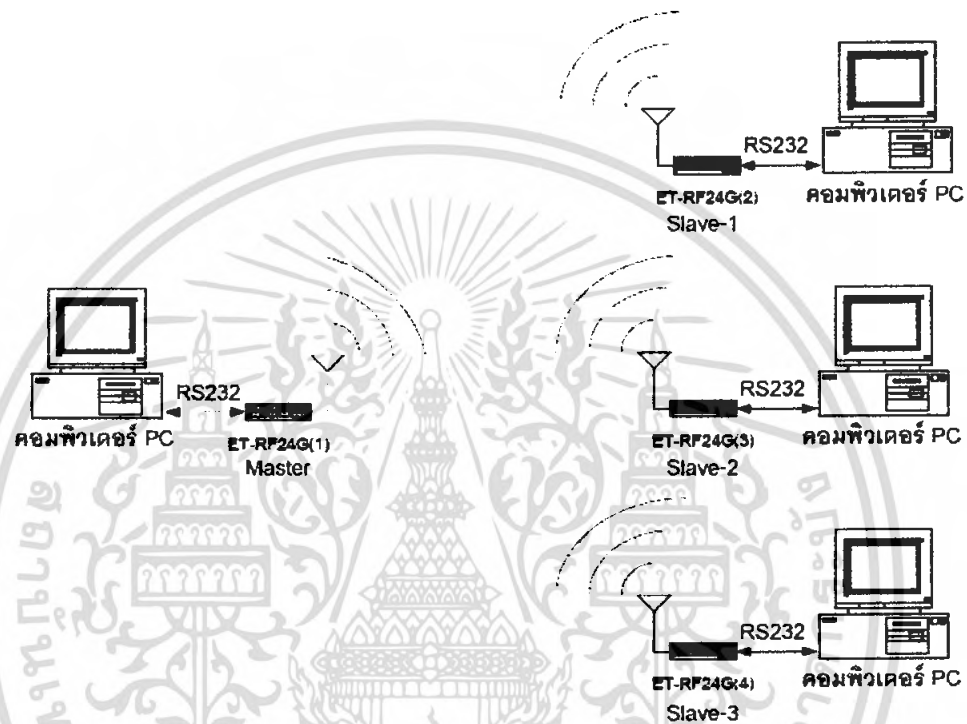 RS232
ET-RF24G(2)
Slave-1
คอมพิวเตอร์ PC
RS232
คอมพิวเตอร์ PC
ET-RF24G(1)
Master
RS232
ET-RF24G(3)
Slave-2
คอมพิวเตอร์ PC
RS232
ET-RF24G(4)
Slave-3
คอมพิวเตอร์ PC